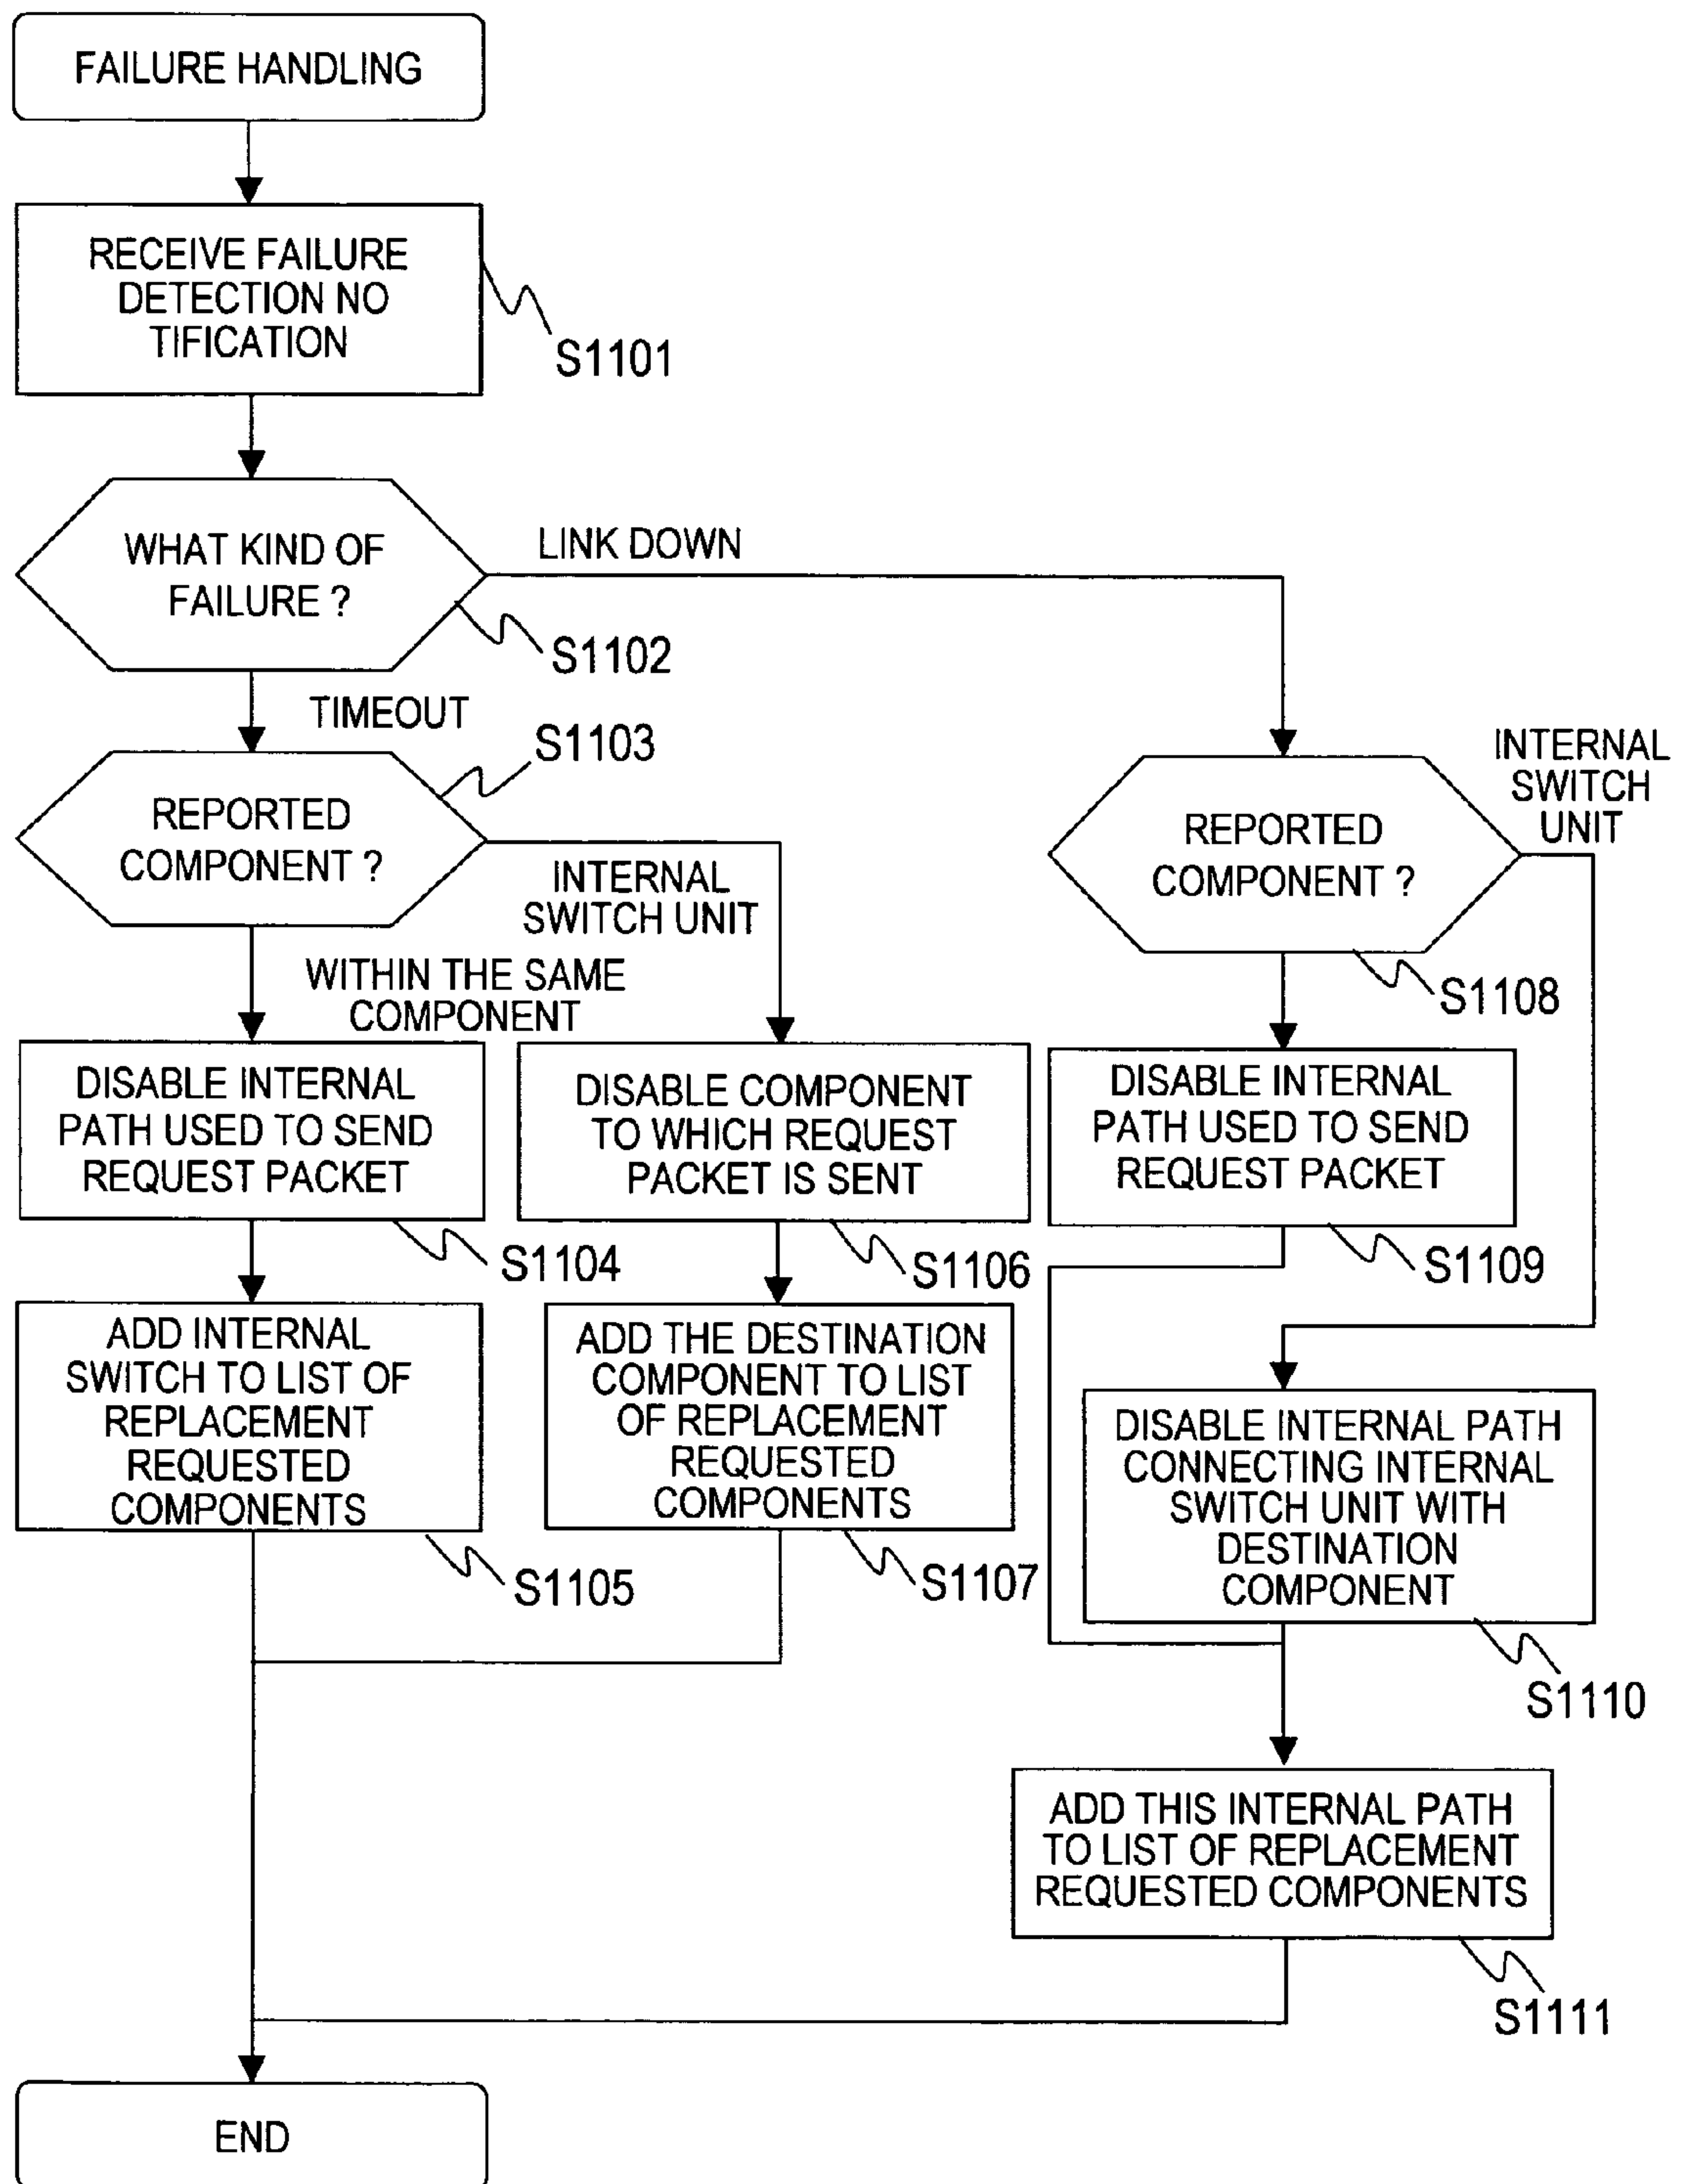 FAILURE HANDLING
RECEIVE FAILURE
DETECTION NO
TIFICATION
S1101
WHAT KIND OF
FAILURE ?
LINK DOWN
S1102
TIMEOUT
S1103
REPORTED
COMPONENT ?
INTERNAL
SWITCH UNIT
WITHIN THE SAME
COMPONENT
REPORTED
COMPONENT ?
INTERNAL
SWITCH
UNIT
S1108
DISABLE INTERNAL
PATH USED TO SEND
REQUEST PACKET
S1104
DISABLE COMPONENT
TO WHICH REQUEST
PACKET IS SENT
S1106
DISABLE INTERNAL
PATH USED TO SEND
REQUEST PACKET
S1109
ADD INTERNAL
SWITCH TO LIST OF
REPLACEMENT
REQUESTED
COMPONENTS
S1105
ADD THE DESTINATION
COMPONENT TO LIST
OF REPLACEMENT
REQUESTED
COMPONENTS
S1107
DISABLE INTERNAL PATH
CONNECTING INTERNAL
SWITCH UNIT WITH
DESTINATION
COMPONENT
S1110
ADD THIS INTERNAL PATH
TO LIST OF REPLACEMENT
REQUESTED COMPONENTS
S1111
END